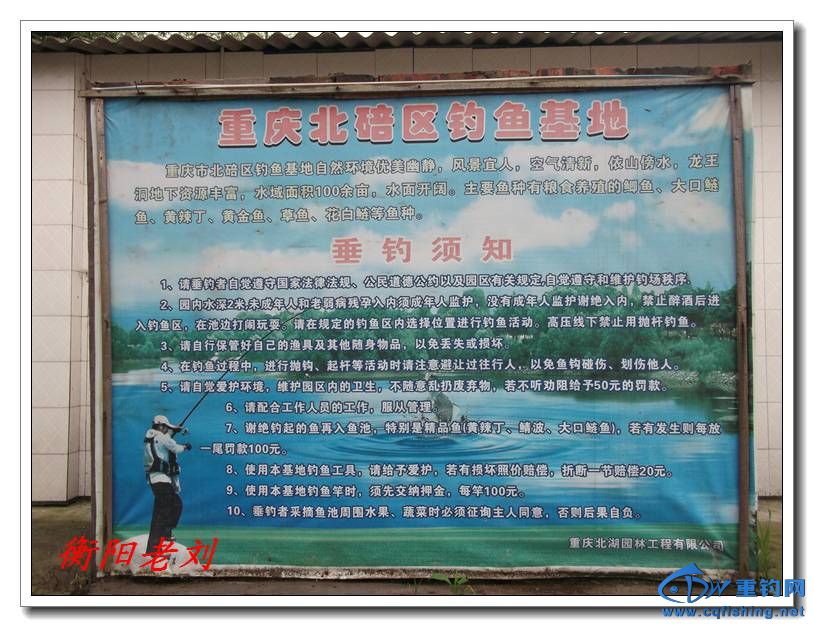 重庆北碚区钓鱼基地
重庆市北碚区钓鱼基地自然环境优美幽静，风景宜人，空气清新，依山傍水，龙王
洞地下资源丰富，水域面积100余亩，水面开阔。主要鱼种有粮食养殖的鲫鱼、大口鲢
鱼、黄辣丁、黄金鱼、草鱼、花白鲢等鱼种。
垂钓须知
1、请垂钓者自觉遵守国家法律法规、公民道德公约以及园区有关规定,自觉遵守和维护钓场秩序.
2、园内水深2米,未成年人和老弱病残孕入内须成年人监护，没有成年人监护谢绝入内，禁止醉酒后进
入钓鱼区，在池边打闹玩耍。请在规定的钓鱼区内选择位置进行钓鱼活动。高压线下禁止用抛杆钓鱼。
3、请自行保管好自己的渔具及其他随身物品，以免丢失或损坏。
4、在钓鱼过程中，进行抛钩、起杆等活动时请注意避让过往行人，以免鱼钩碰伤、划伤他人。
5、请自觉爱护环境，维护园区内的卫生，不随意乱扔废弃物，若不听劝阻给予50元的罚款。
6、请配合工作人员的工作，服从管理。
7、谢绝钓起的鱼再入鱼池，特别是精品鱼(黄辣丁、鲭波、大口鲢鱼)，若有发生则每放
一尾罚款100元。
8、使用本基地钓鱼工具，请给予爱护，若有损坏照价赔偿，折断一节赔偿20元。
9、使用本基地钓鱼竿时，须先交纳押金，每竿100元。
10、垂钓者采摘鱼池周围水果、蔬菜时必须征询主人同意，否则后果自负。
重庆北湖园林工程有限公司
衡阳老刘
重钓网
www.cqfishing.net